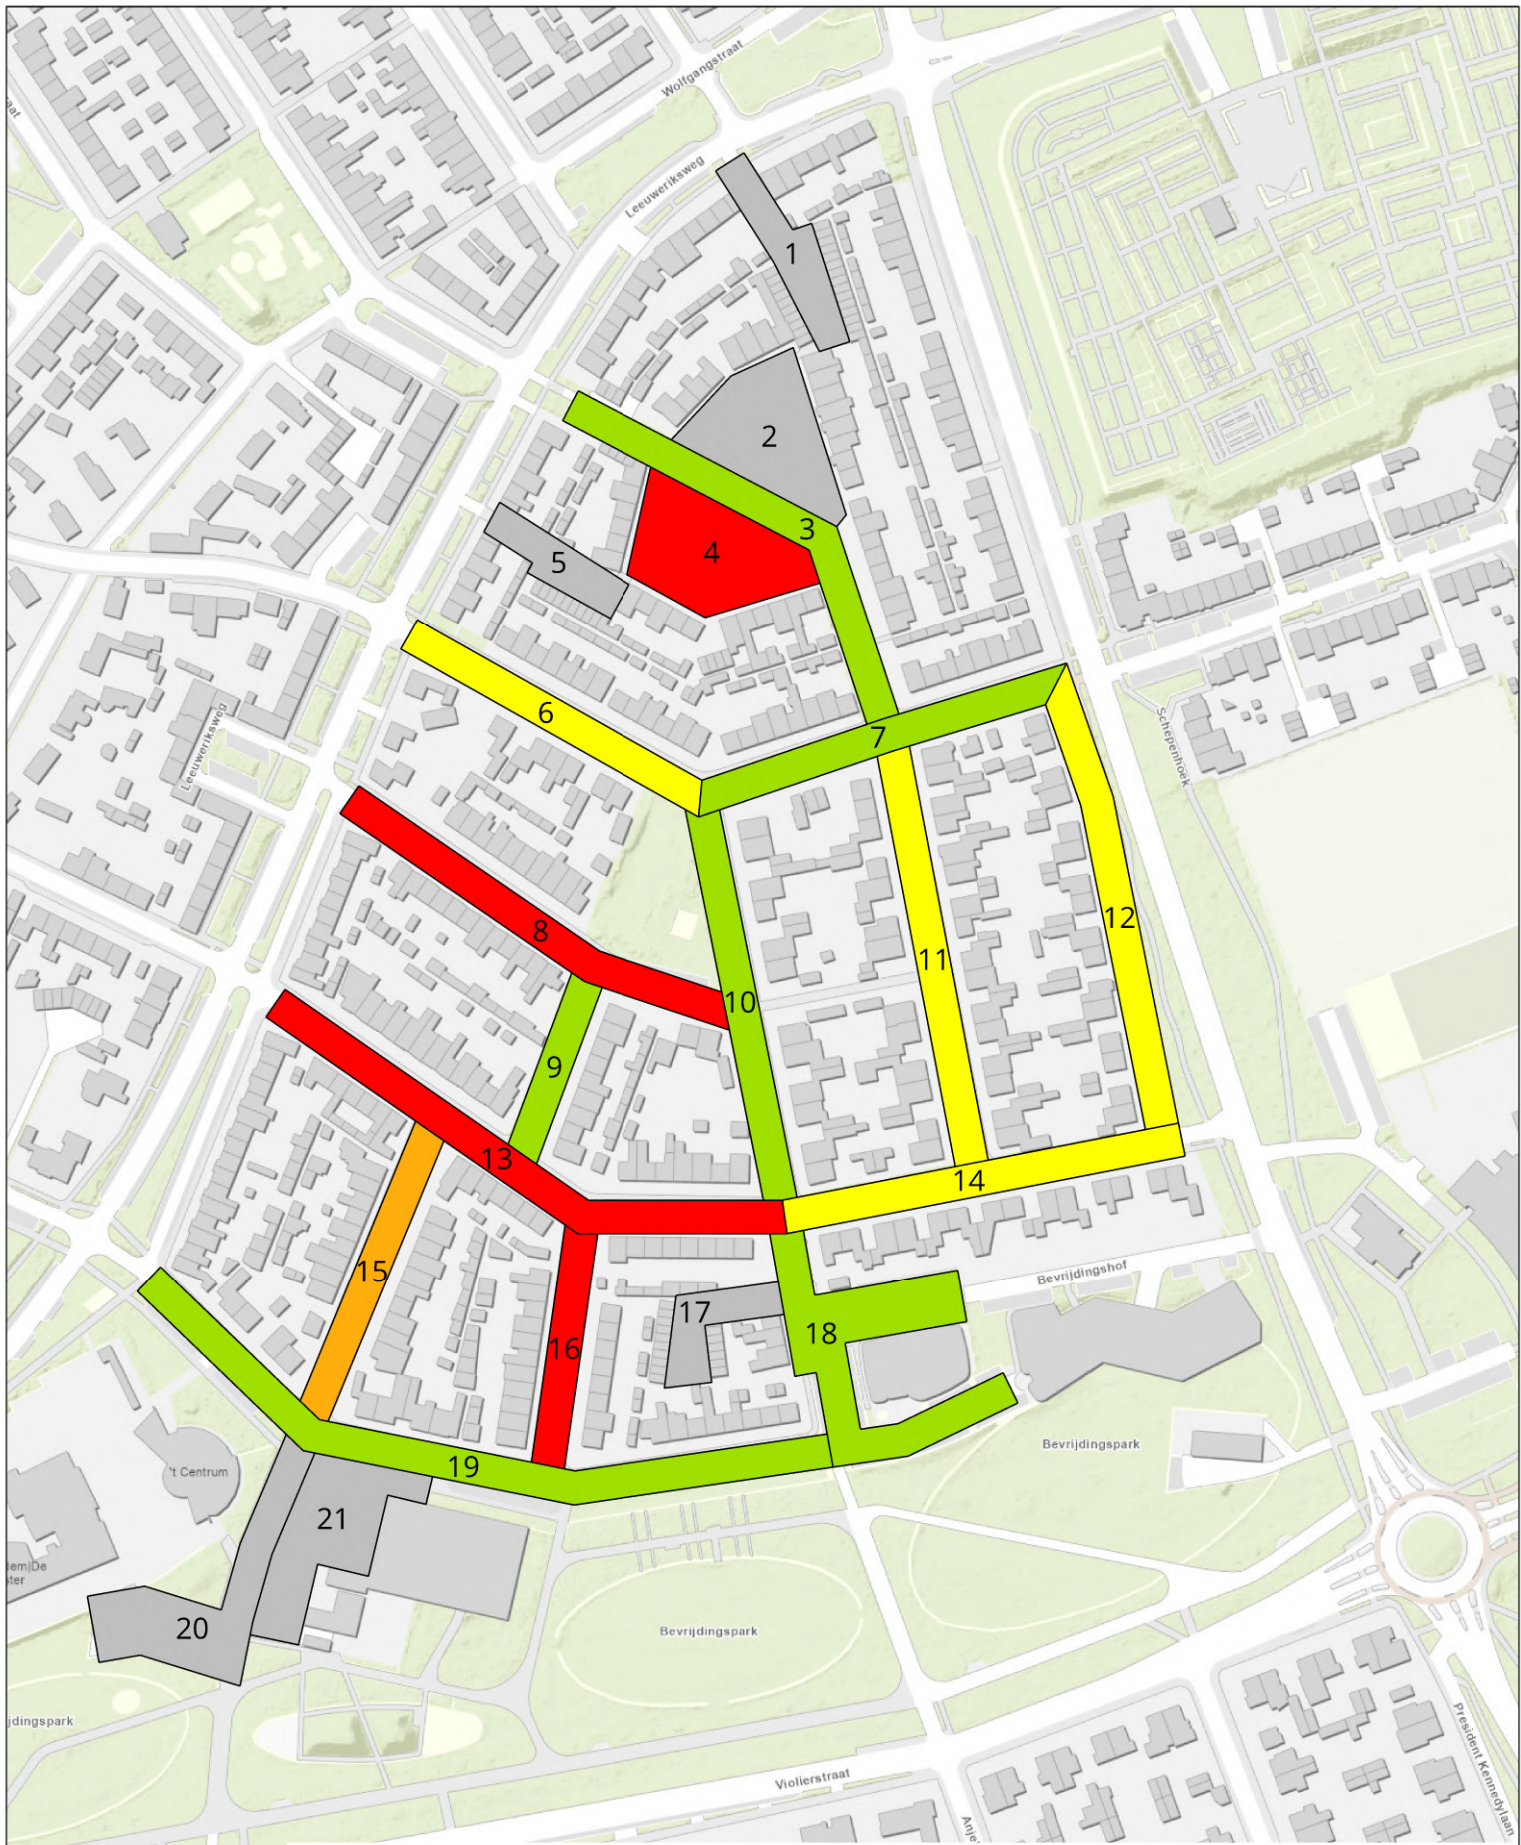 Wolfgangstraat
Leeuweriksweg
1
2
3
4
5
6
7
Leeuweriksweg
Schepenhoek
8
12
11
10
9
13
14
15
Bevrijdingshof
17
18
16
Bevrijdingspark
19
't Centrum
21
20
Bevrijdingspark
Violierstraat
President Kennedylaan